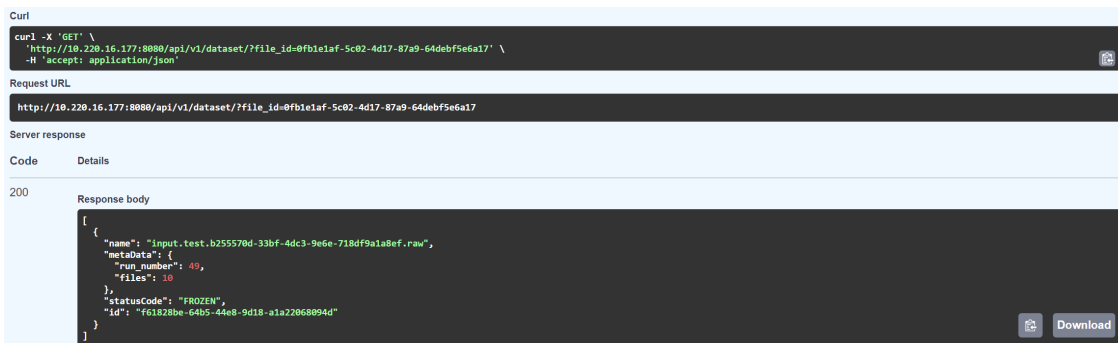 Curl
curl -X 'GET' \
  'http://10.220.16.177:8080/api/v1/dataset/?file_id=0fb1e1af-5c02-4d17-87a9-64debf5e6a17' \
  -H 'accept: application/json'
Request URL
http://10.220.16.177:8080/api/v1/dataset/?file_id=0fb1e1af-5c02-4d17-87a9-64debf5e6a17
Server response
Code Details
200
Response body
[
  {
    "name": "input.test.b255570d-33bf-4dc3-9e6e-718df9a1a8ef.raw",
    "metaData": {
      "run_number": 49,
      "files": 10
    },
    "statusCode": "FROZEN",
    "id": "f61828be-64b5-44e8-9d18-a1a22068094d"
  }
]
Download